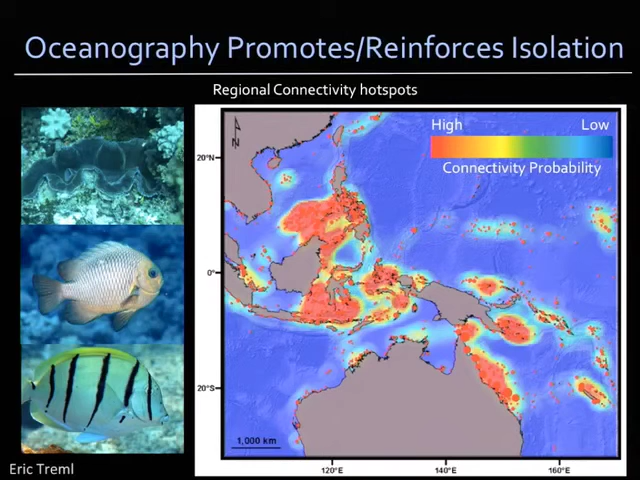 Oceanography Promotes/Reinforces Isolation
Regional Connectivity hotspots
High Low
Connectivity Probability
N
20°N
0°
20°S
1,000 km
120°E 140°E 160°E
Eric Treml